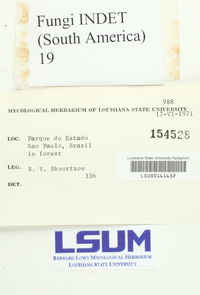 Fungi INDET
(South America)
19
988
MYCOLOGICAL HERBARIUM OF LOUISIANA STATE UNIVERSITY
17-VI-1971
154528
LOC. Parque do Estado
Sao Paulo, Brasil
in forest
Louisiana State University Herbarium
LEG. B. V. Skvortzov
336
DET.
LSUM
BERNARD LOWY MYCOLOGICAL HERBARIUM
LOUISIANA STATE UNIVERSITY